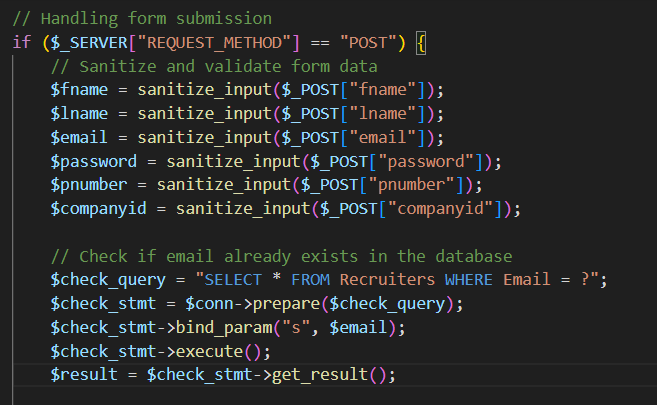 // Handling form submission
if ($_SERVER["REQUEST_METHOD"] == "POST") {
    // Sanitize and validate form data
    $fname = sanitize_input($_POST["fname"]);
    $lname = sanitize_input($_POST["lname"]);
    $email = sanitize_input($_POST["email"]);
    $password = sanitize_input($_POST["password"]);
    $pnumber = sanitize_input($_POST["pnumber"]);
    $companyid = sanitize_input($_POST["companyid"]);

    // Check if email already exists in the database
    $check_query = "SELECT * FROM Recruiters WHERE Email = ?";
    $check_stmt = $conn->prepare($check_query);
    $check_stmt->bind_param("s", $email);
    $check_stmt->execute();
    $result = $check_stmt->get_result();